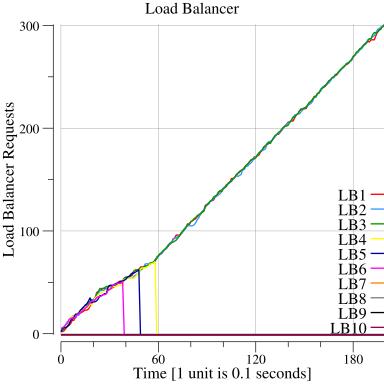 Load Balancer
Load Balancer Requests
300
200
100
0
LB1
LB2
LB3
LB4
LB5
LB6
LB7
LB8
LB9
LB10
0 60 120 180
Time [1 unit is 0.1 seconds]